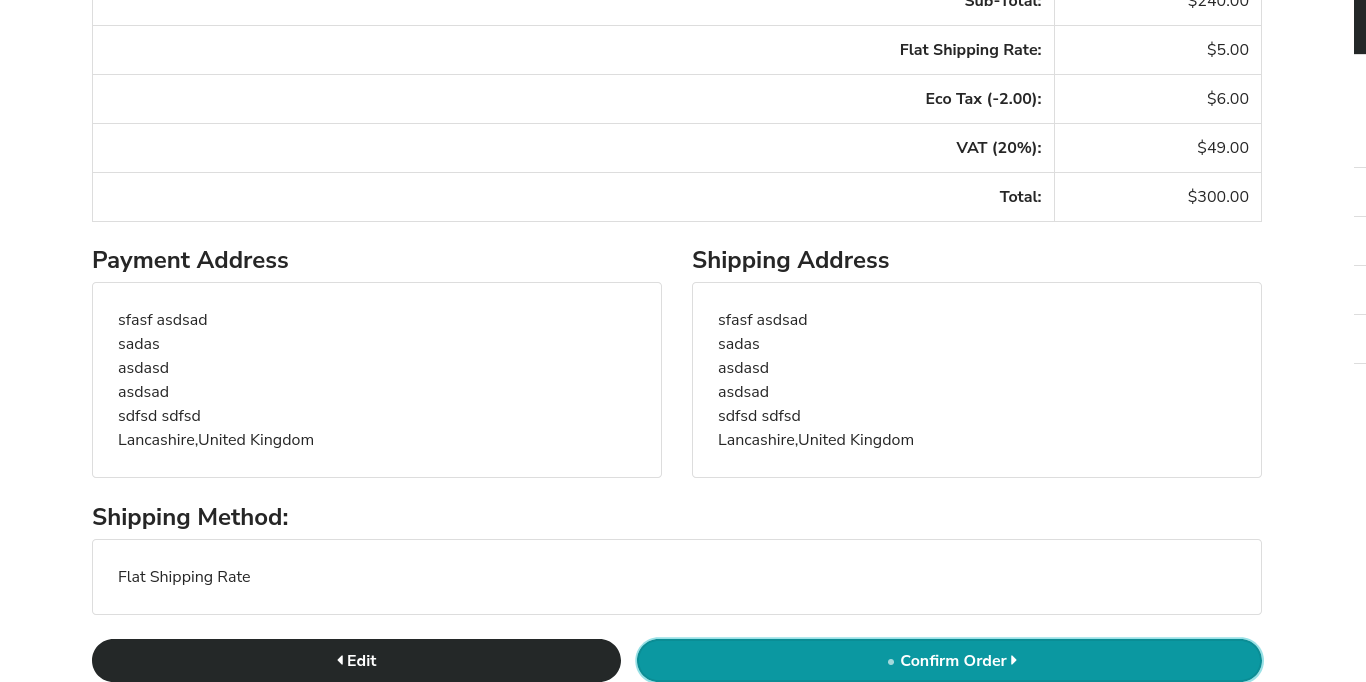 Sub-Total: $240.00
Flat Shipping Rate: $5.00
Eco Tax (-2.00): $6.00
VAT (20%): $49.00
Total: $300.00
Payment Address
sfasf asdsad
sadas
asdasd
asdsad
sdfsd sdfsd
Lancashire,United Kingdom
Shipping Address
sfasf asdsad
sadas
asdasd
asdsad
sdfsd sdfsd
Lancashire,United Kingdom
Shipping Method:
Flat Shipping Rate
Edit
Confirm Order